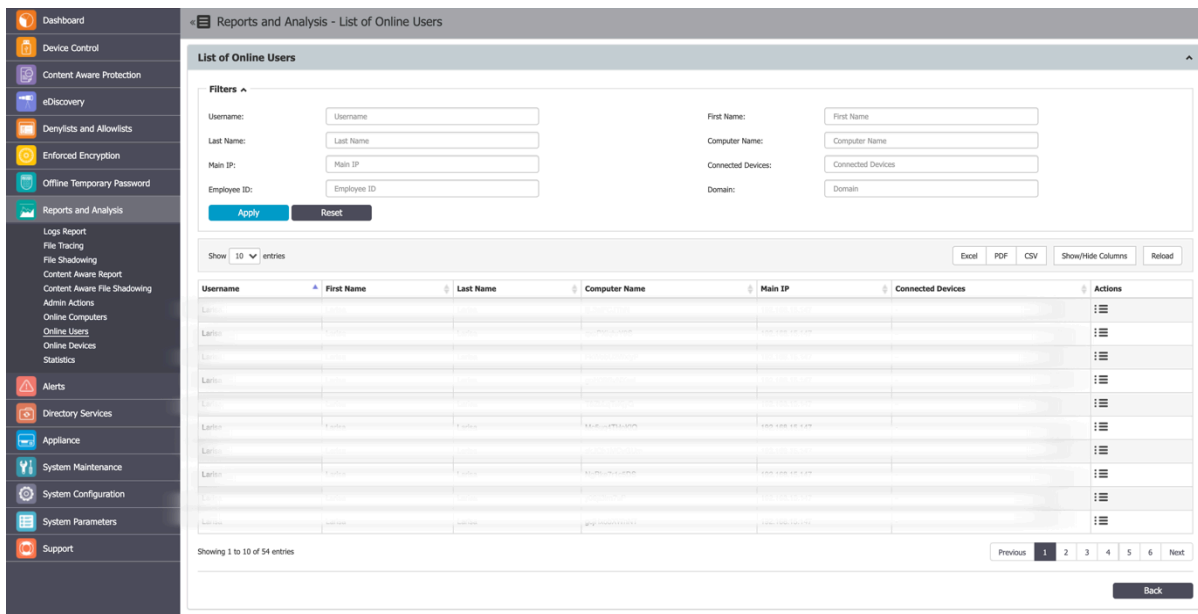 Dashboard
Device Control
Content Aware Protection
eDiscovery
Denylists and Allowlists
Enforced Encryption
Offline Temporary Password
Reports and Analysis
Logs Report
File Tracing
File Shadowing
Content Aware Report
Content Aware File Shadowing
Admin Actions
Online Computers
Online Users
Online Devices
Statistics
Alerts
Directory Services
Appliance
System Maintenance
System Configuration
System Parameters
Support
Reports and Analysis - List of Online Users
List of Online Users
Filters
Username: Username First Name: First Name
Last Name: Last Name Computer Name: Computer Name
Main IP: Main IP Connected Devices: Connected Devices
Employee ID: Employee ID Domain: Domain
Apply Reset
Show 10 entries Excel PDF CSV Show/Hide Columns Reload
Username First Name Last Name Computer Name Main IP Connected Devices Actions
Showing 1 to 10 of 54 entries Previous 1 2 3 4 5 6 Next
Back